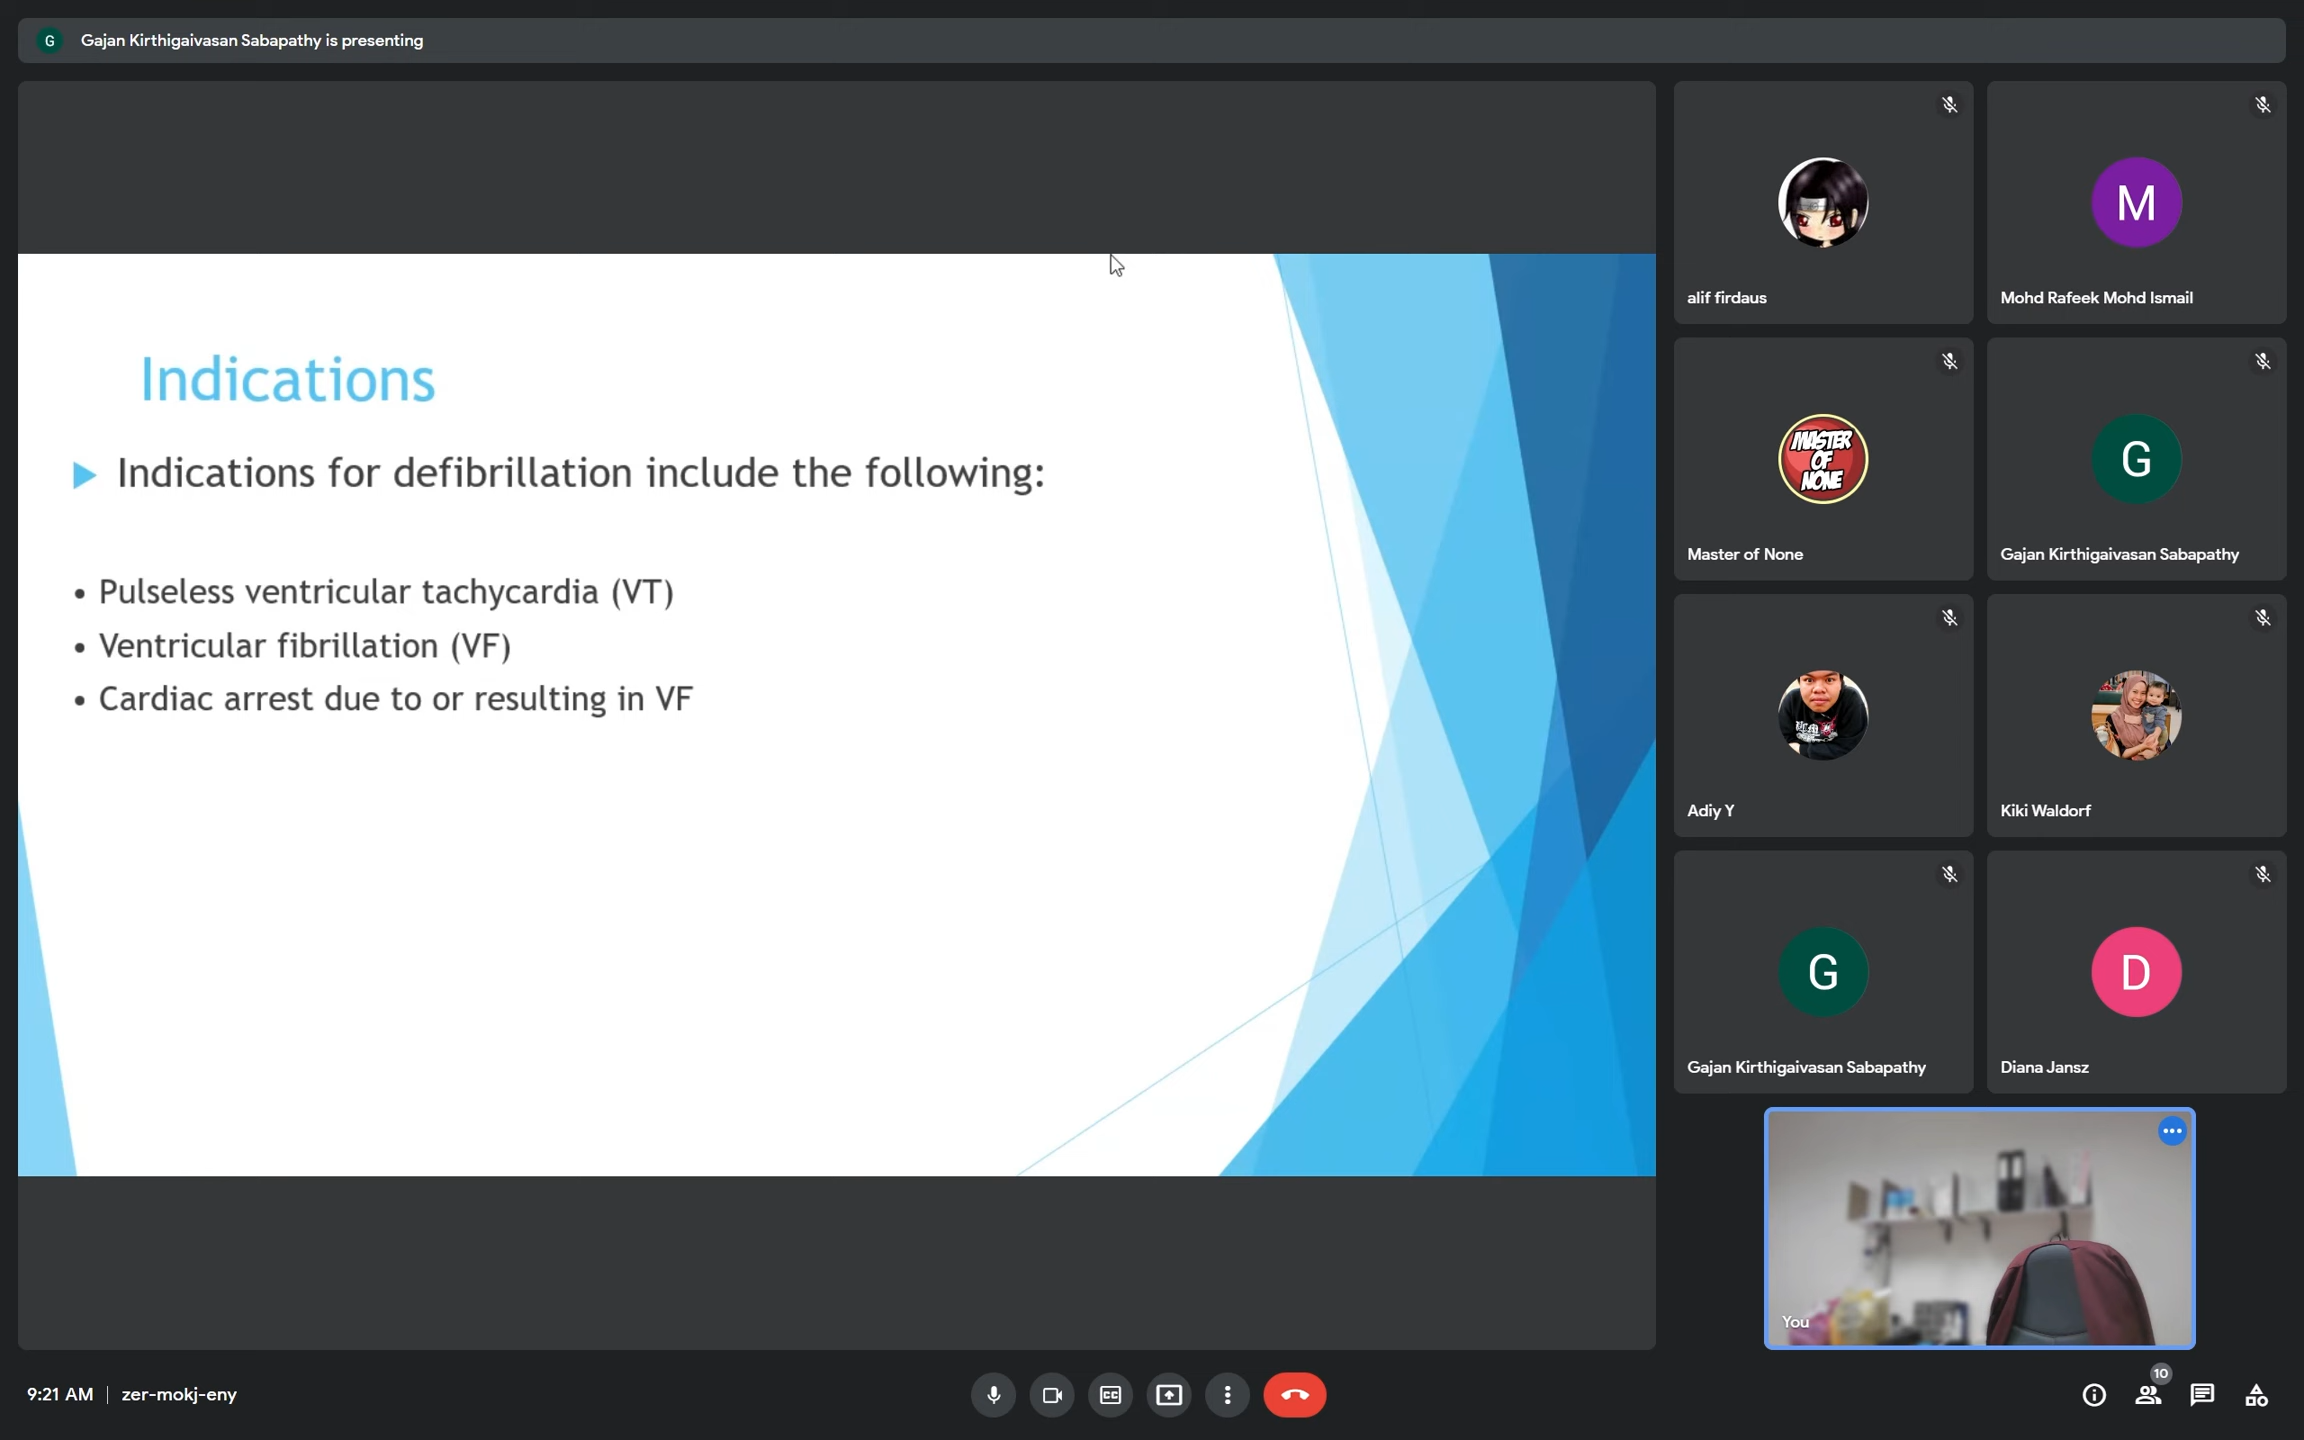 G Gajan Kirthigaivasan Sabapathy is presenting
Indications
Indications for defibrillation include the following:
• Pulseless ventricular tachycardia (VT)
• Ventricular fibrillation (VF)
• Cardiac arrest due to or resulting in VF
alif firdaus
M
Mohd Rafeek Mohd Ismail
MASTER
OF
NONE
Master of None
G
Gajan Kirthigaivasan Sabapathy
Adiy Y
Kiki Waldorf
G
Gajan Kirthigaivasan Sabapathy
D
Diana Jansz
You
9:21 AM | zer-mokj-eny
CC
10